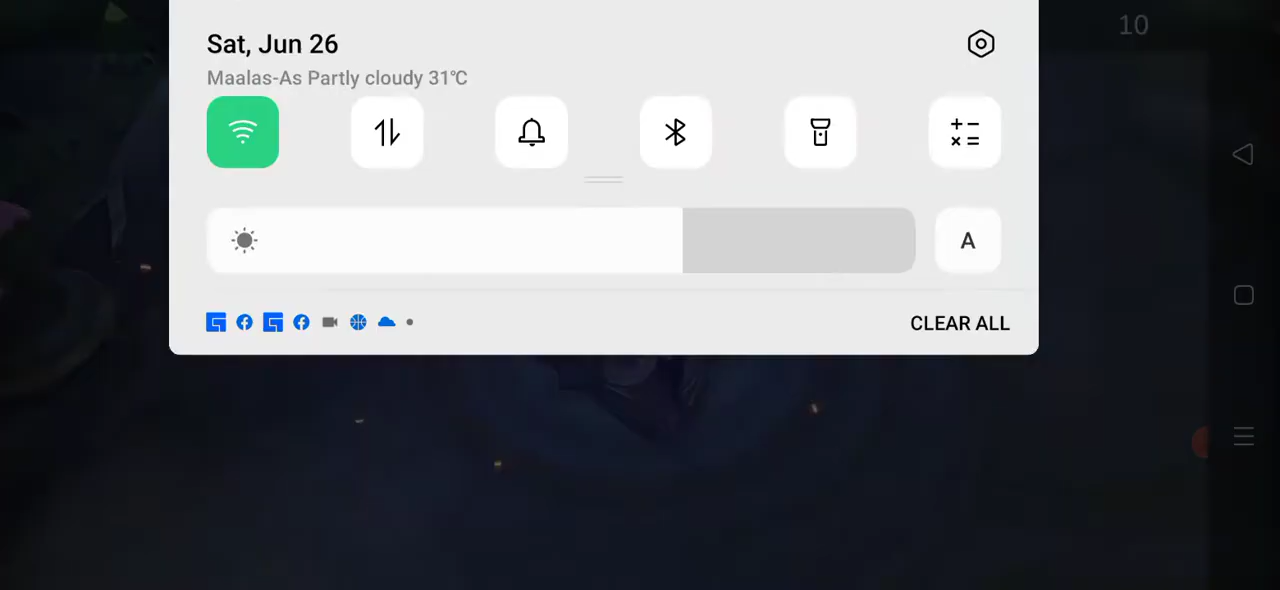 10
Sat, Jun 26
Maalas-As Partly cloudy 31°C
A
CLEAR ALL